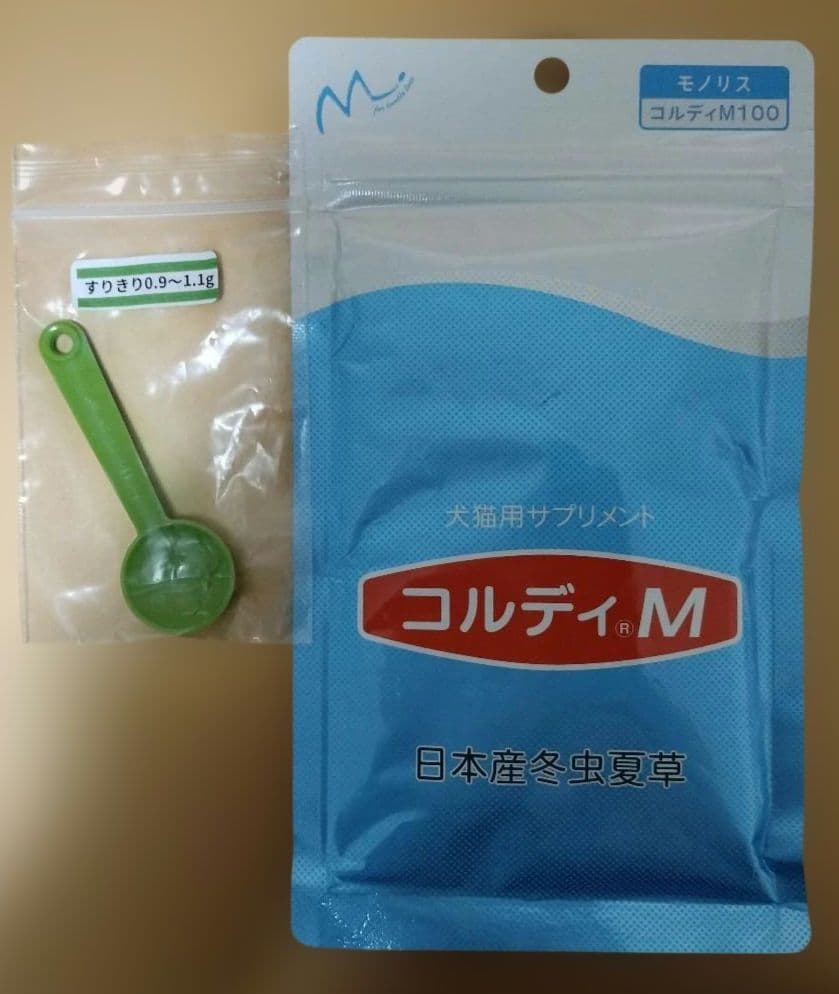 モノリス
コルディM100
すりきり0.9～1.1g
犬猫用サプリメント
コルディ®M
日本産冬虫夏草